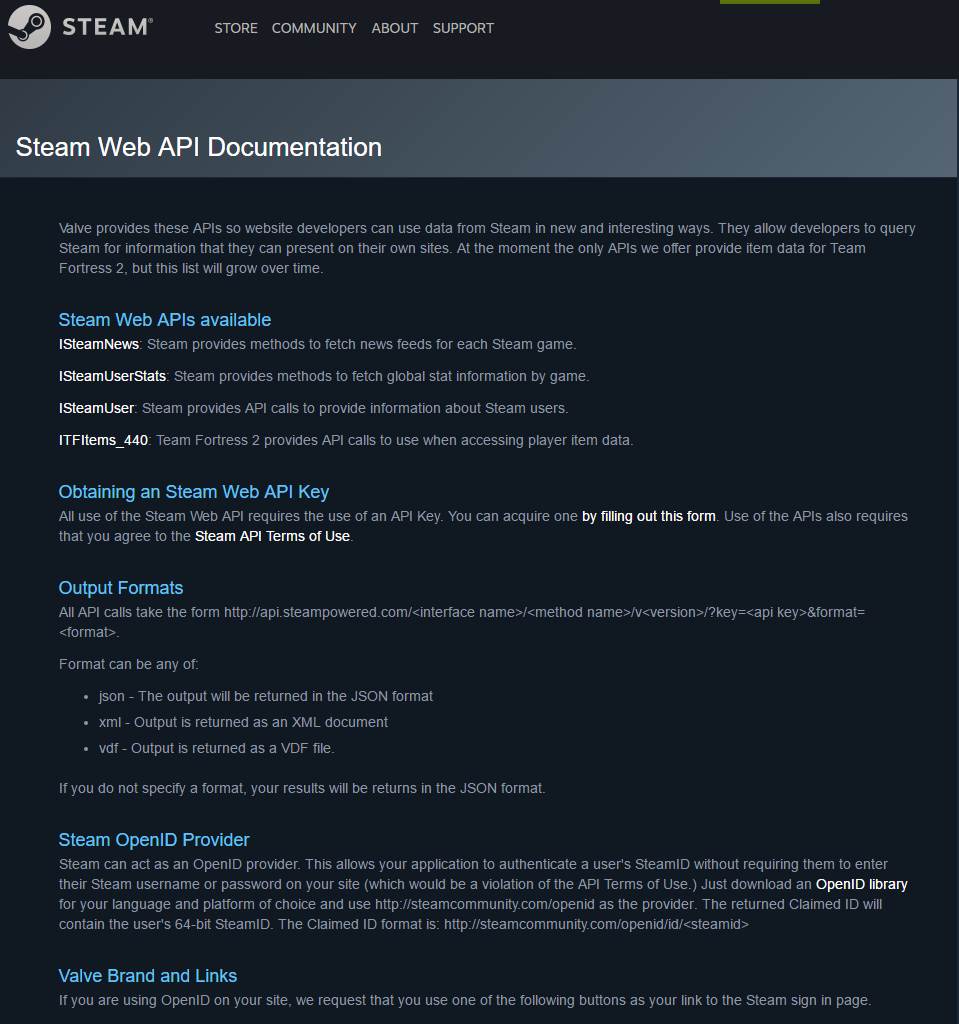 STEAM®
STORE COMMUNITY ABOUT SUPPORT
Steam Web API Documentation
Valve provides these APIs so website developers can use data from Steam in new and interesting ways. They allow developers to query
Steam for information that they can present on their own sites. At the moment the only APIs we offer provide item data for Team
Fortress 2, but this list will grow over time.
Steam Web APIs available
ISteamNews: Steam provides methods to fetch news feeds for each Steam game.
ISteamUserStats: Steam provides methods to fetch global stat information by game.
ISteamUser: Steam provides API calls to provide information about Steam users.
ITFItems_440: Team Fortress 2 provides API calls to use when accessing player item data.
Obtaining an Steam Web API Key
All use of the Steam Web API requires the use of an API Key. You can acquire one by filling out this form. Use of the APIs also requires
that you agree to the Steam API Terms of Use.
Output Formats
All API calls take the form http://api.steampowered.com/<interface name>/<method name>/v<version>/?key=<api key>&format=
<format>.
Format can be any of:
• json - The output will be returned in the JSON format
• xml - Output is returned as an XML document
• vdf - Output is returned as a VDF file.
If you do not specify a format, your results will be returns in the JSON format.
Steam OpenID Provider
Steam can act as an OpenID provider. This allows your application to authenticate a user's SteamID without requiring them to enter
their Steam username or password on your site (which would be a violation of the API Terms of Use.) Just download an OpenID library
for your language and platform of choice and use http://steamcommunity.com/openid as the provider. The returned Claimed ID will
contain the user's 64-bit SteamID. The Claimed ID format is: http://steamcommunity.com/openid/id/<steamid>
Valve Brand and Links
If you are using OpenID on your site, we request that you use one of the following buttons as your link to the Steam sign in page.